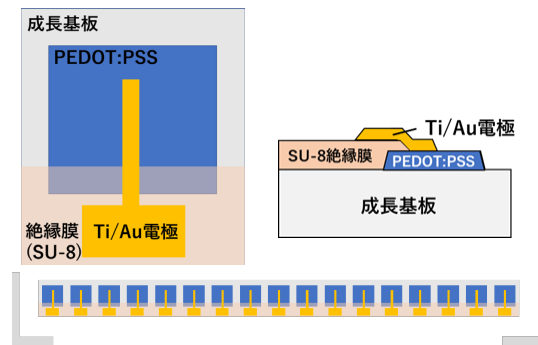 成長基板
PEDOT:PSS
絶縁膜
(SU-8)
Ti/Au電極
Ti/Au電極
SU-8絶縁膜
PEDOT:PSS
成長基板